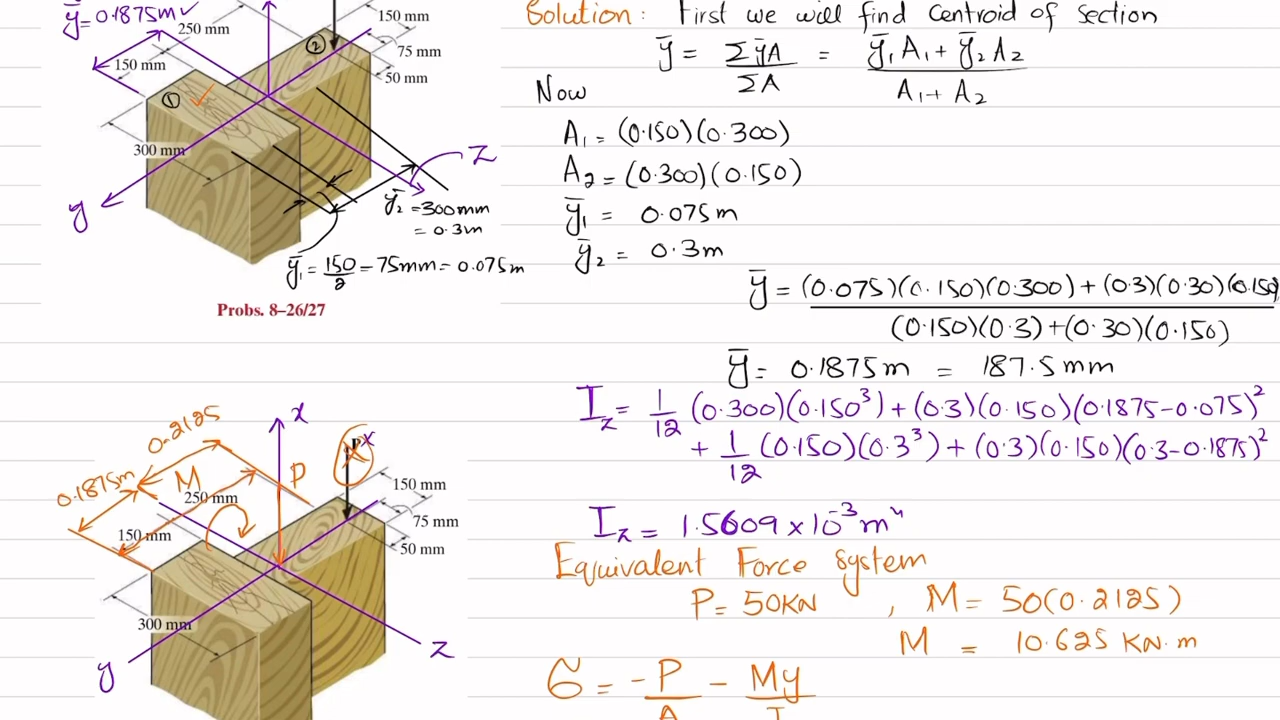 ȳ = 0.1875m ✓
250 mm
150 mm
②
75 mm
50 mm
150 mm
① ✓
300 mm
z
y
ȳ₂ = 300mm
= 0.3m
ȳ₁ = 150/2 = 75mm = 0.075m
Probs. 8–26/27
Solution: First we will find Centroid of section
ȳ = ΣȳA / ΣA = (ȳ₁A₁ + ȳ₂A₂) / (A₁ + A₂)
Now
A₁ = (0.150)(0.300)
A₂ = (0.300)(0.150)
ȳ₁ = 0.075m
ȳ₂ = 0.3m
ȳ = (0.075)(0.150)(0.300) + (0.3)(0.30)(0.150) / (0.150)(0.3) + (0.30)(0.150)
ȳ = 0.1875m = 187.5mm
I_z = 1/12 (0.300)(0.150³) + (0.3)(0.150)(0.1875-0.075)²
+ 1/12 (0.150)(0.3³) + (0.3)(0.150)(0.3-0.1875)²
I_z = 1.5609 × 10⁻³ m⁴
0.2125
x
0.1875m
M
P
x
250 mm
150 mm
150 mm
75 mm
50 mm
300 mm
z
y
Equivalent Force system
P = 50KN , M = 50(0.2125)
M = 10.625 KN.m
σ = -P/A - My/I